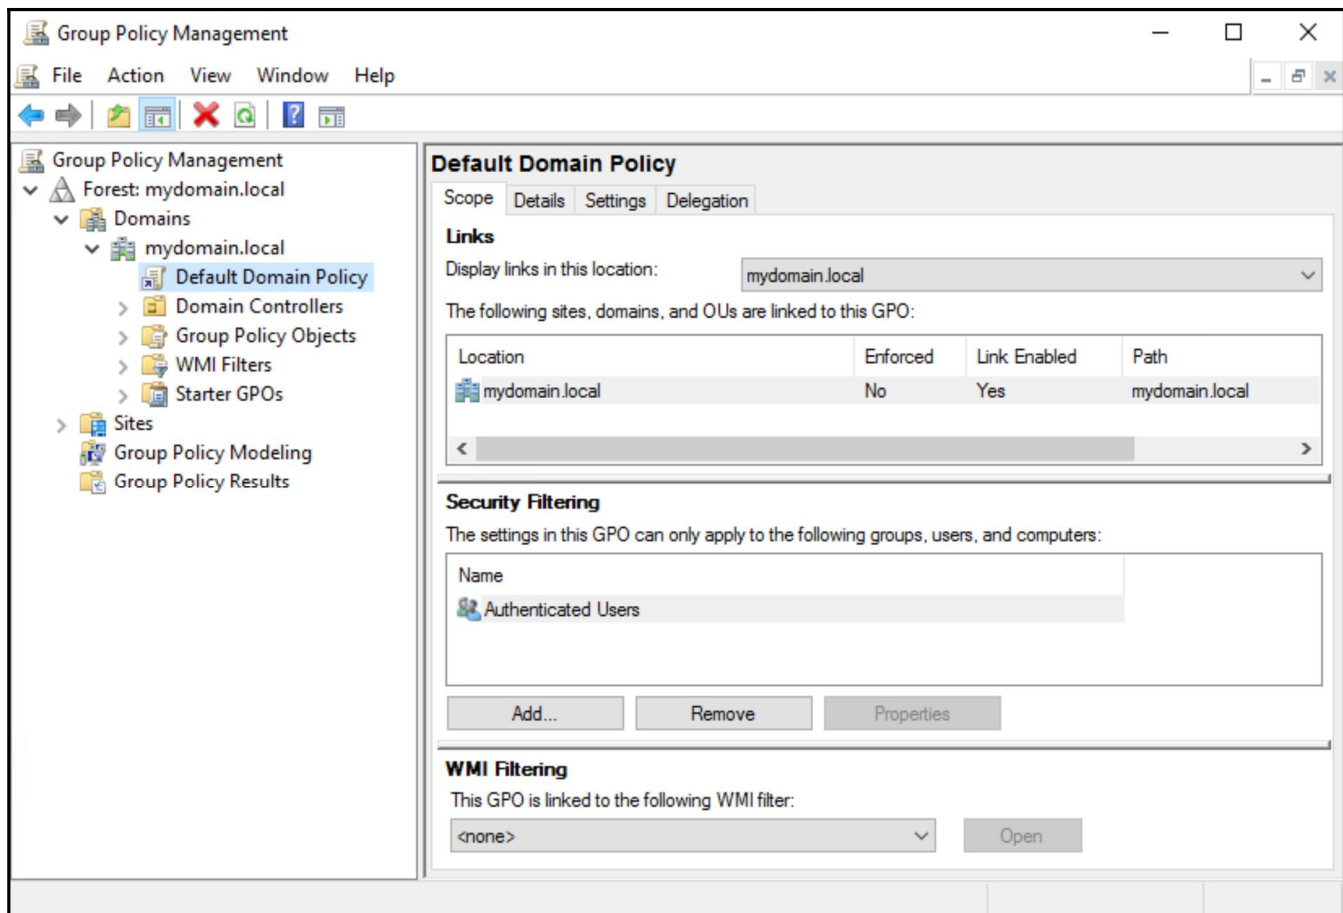 Group Policy Management
File Action View Window Help
Group Policy Management
Forest: mydomain.local
Domains
mydomain.local
Default Domain Policy
Domain Controllers
Group Policy Objects
WMI Filters
Starter GPOs
Sites
Group Policy Modeling
Group Policy Results
Default Domain Policy
Scope Details Settings Delegation
Links
Display links in this location: mydomain.local
The following sites, domains, and OUs are linked to this GPO:
Location Enforced Link Enabled Path
mydomain.local No Yes mydomain.local
Security Filtering
The settings in this GPO can only apply to the following groups, users, and computers:
Name
Authenticated Users
Add... Remove Properties
WMI Filtering
This GPO is linked to the following WMI filter:
<none> Open